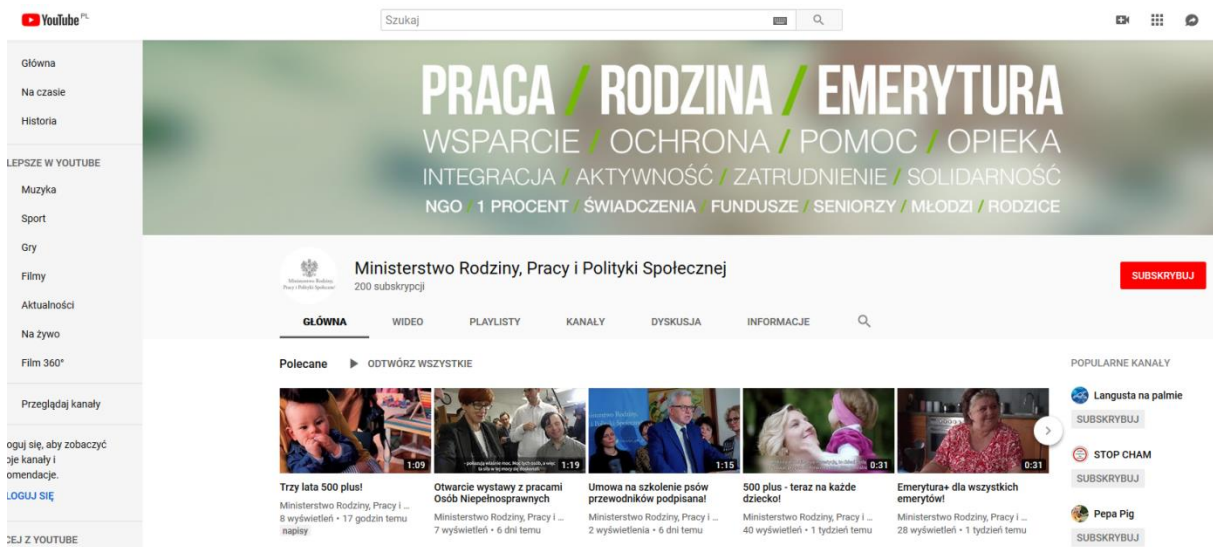 YouTube PL
Szukaj
Główna
Na czasie
Historia
LEPSZE W YOUTUBE
Muzyka
Sport
Gry
Filmy
Aktualności
Na żywo
Film 360°
Przeglądaj kanały
oguj się, aby zobaczyć
oje kanały i
omendacje.
LOGUJ SIĘ
CEJ Z YOUTUBE
PRACA / RODZINA / EMERYTURA
WSPARCIE / OCHRONA / POMOC / OPIEKA
INTEGRACJA / AKTYWNOŚĆ / ZATRUDNIENIE / SOLIDARNOŚĆ
NGO / 1 PROCENT / ŚWIADCZENIA / FUNDUSZE / SENIORZY / MŁODZI / RODZICE
Ministerstwo Rodziny,
Pracy i Polityki Społecznej
Ministerstwo Rodziny, Pracy i Polityki Społecznej
200 subskrypcji
SUBSKRYBUJ
GŁÓWNA WIDEO PLAYLISTY KANAŁY DYSKUSJA INFORMACJE
Polecane ODTWÓRZ WSZYSTKIE
1:09
Trzy lata 500 plus!
Ministerstwo Rodziny, Pracy i ...
8 wyświetleń • 17 godzin temu
napisy
1:19
Otwarcie wystawy z pracami
Osób Niepełnosprawnych
Ministerstwo Rodziny, Pracy i ...
7 wyświetleń • 6 dni temu
1:15
Umowa na szkolenie psów
przewodników podpisana!
Ministerstwo Rodziny, Pracy i ...
2 wyświetlenia • 6 dni temu
0:31
500 plus - teraz na każde
dziecko!
Ministerstwo Rodziny, Pracy i ...
40 wyświetleń • 1 tydzień temu
0:31
Emerytura+ dla wszystkich
emerytów!
Ministerstwo Rodziny, Pracy i ...
28 wyświetleń • 1 tydzień temu
POPULARNE KANAŁY
Langusta na palmie
SUBSKRYBUJ
STOP CHAM
SUBSKRYBUJ
Pepa Pig
SUBSKRYBUJ